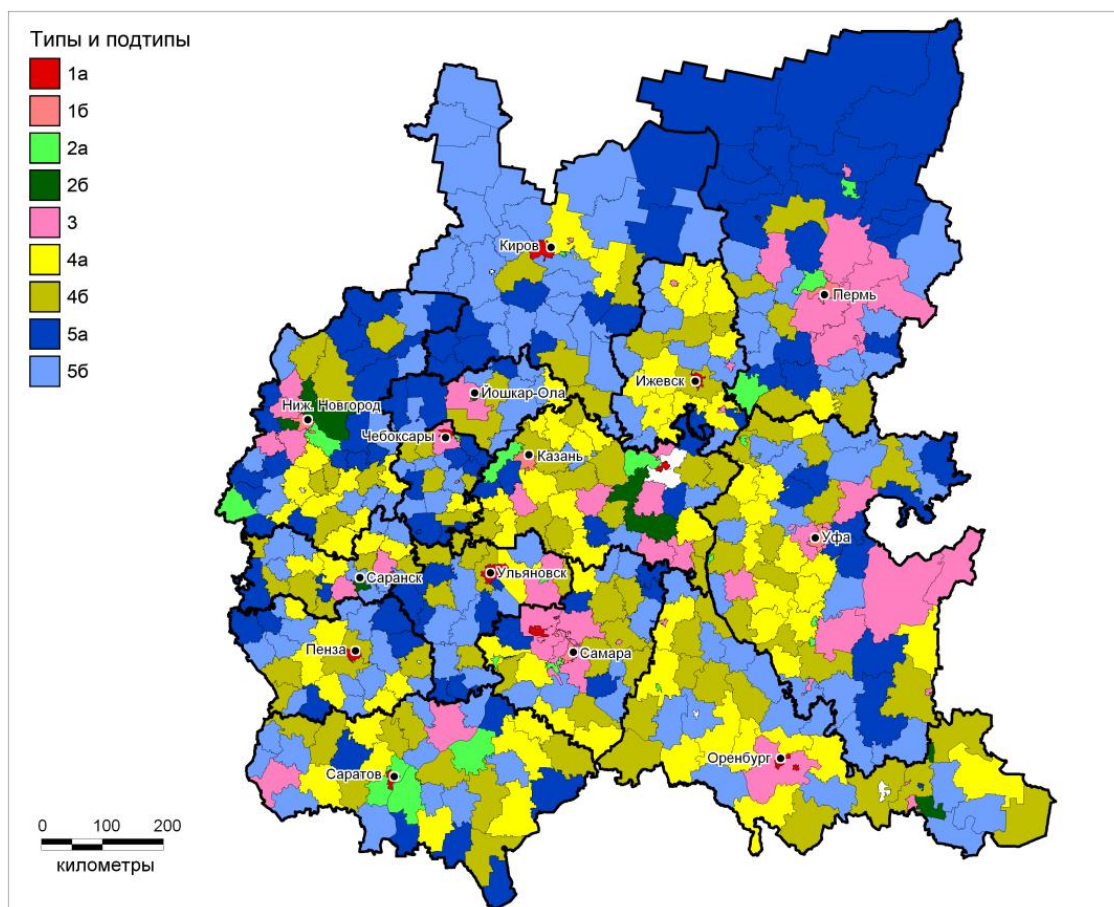 Типы и подтипы
1а
1б
2а
2б
3
4а
4б
5а
5б
Киров
Пермь
Ижевск
Йошкар-Ола
Ниж. Новгород
Чебоксары
Казань
Уфа
Саранск
Ульяновск
Пенза
Самара
Оренбург
Саратов
0 100 200
километры